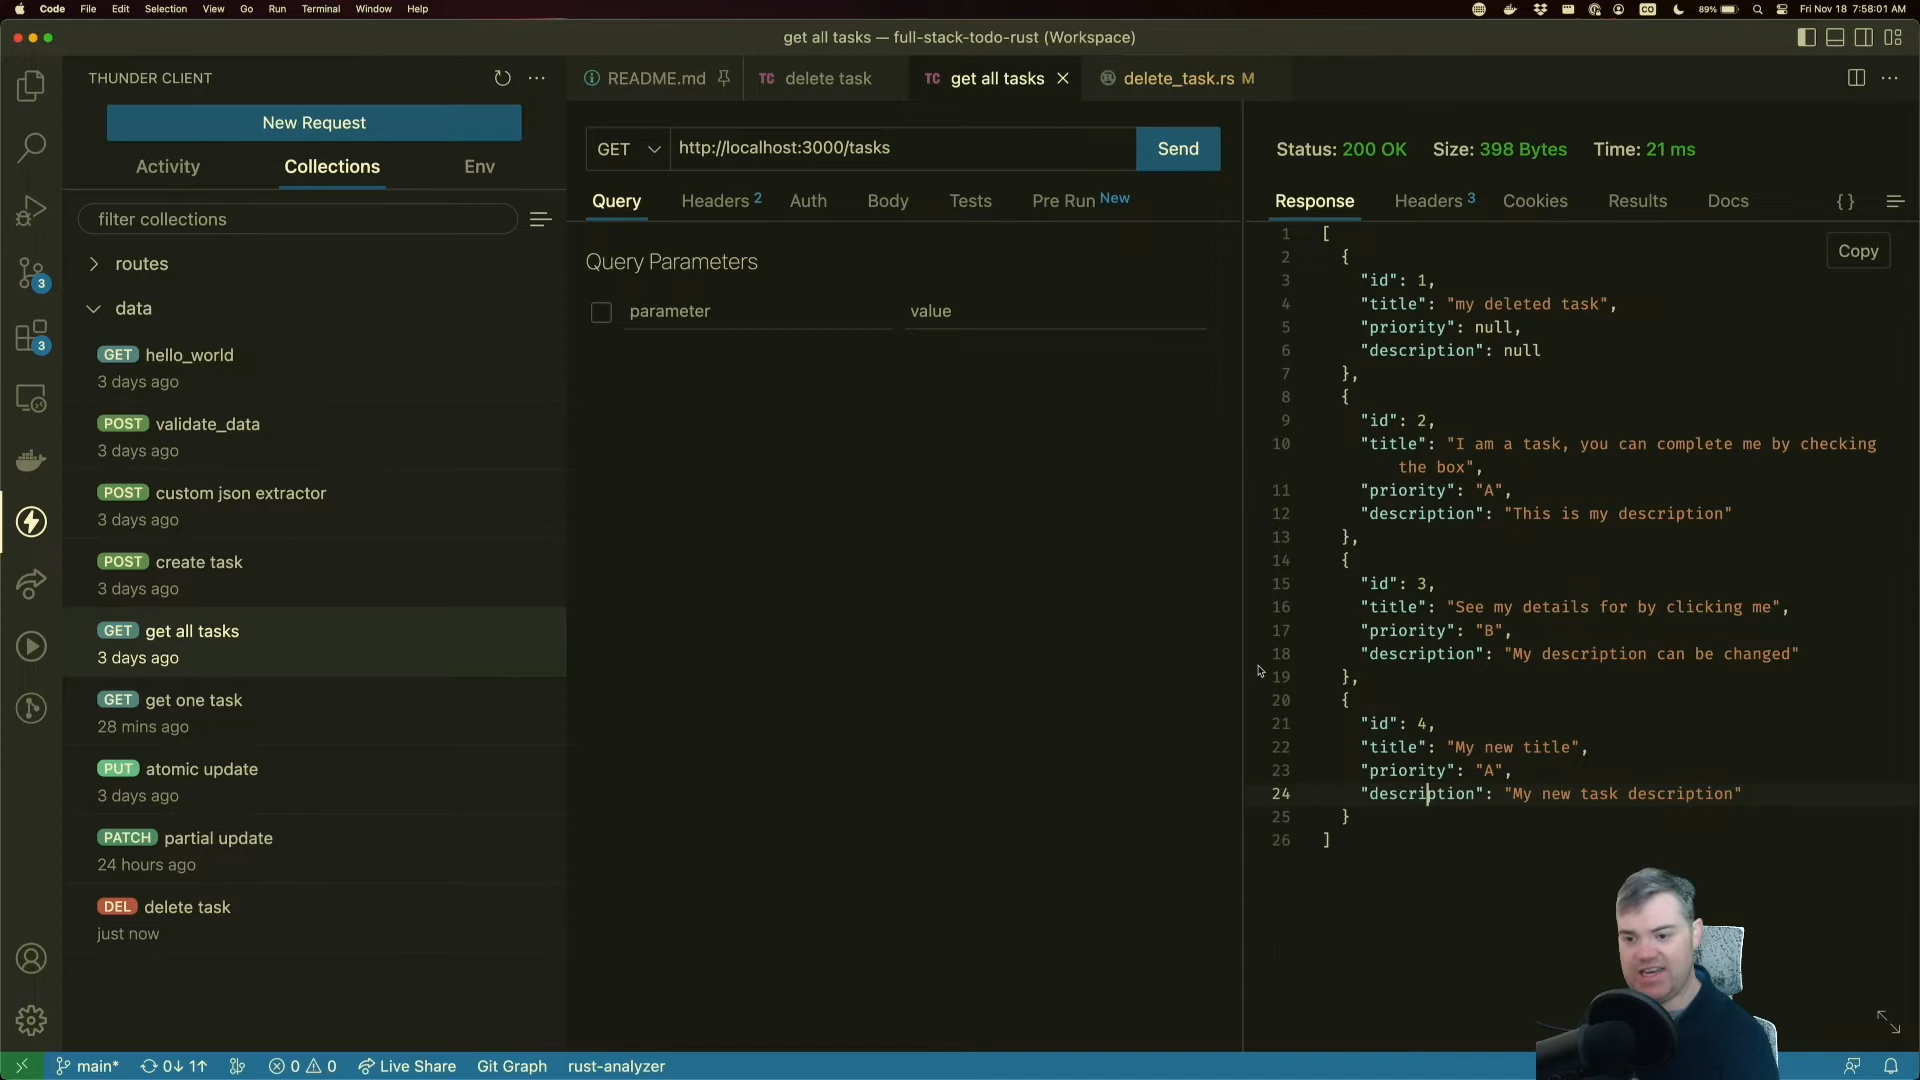 Code File Edit Selection View Go Run Terminal Window Help
CO 89% Fri Nov 18 7:58:01 AM
get all tasks — full-stack-todo-rust (Workspace)
THUNDER CLIENT
New Request
Activity Collections Env
filter collections
routes
data
GET hello_world
3 days ago
POST validate_data
3 days ago
POST custom json extractor
3 days ago
POST create task
3 days ago
GET get all tasks
3 days ago
GET get one task
28 mins ago
PUT atomic update
3 days ago
PATCH partial update
24 hours ago
DEL delete task
just now
3
3
README.md TC delete task TC get all tasks delete_task.rs M
GET http://localhost:3000/tasks Send
Query Headers 2 Auth Body Tests Pre Run New
Query Parameters
parameter value
Status: 200 OK Size: 398 Bytes Time: 21 ms
Response Headers 3 Cookies Results Docs {}
Copy
1 [
2 {
3 "id": 1,
4 "title": "my deleted task",
5 "priority": null,
6 "description": null
7 },
8 {
9 "id": 2,
10 "title": "I am a task, you can complete me by checking
the box",
11 "priority": "A",
12 "description": "This is my description"
13 },
14 {
15 "id": 3,
16 "title": "See my details for by clicking me",
17 "priority": "B",
18 "description": "My description can be changed"
19 },
20 {
21 "id": 4,
22 "title": "My new title",
23 "priority": "A",
24 "description": "My new task description"
25 }
26 ]
main* 0↓ 1↑ 0 0 Live Share Git Graph rust-analyzer